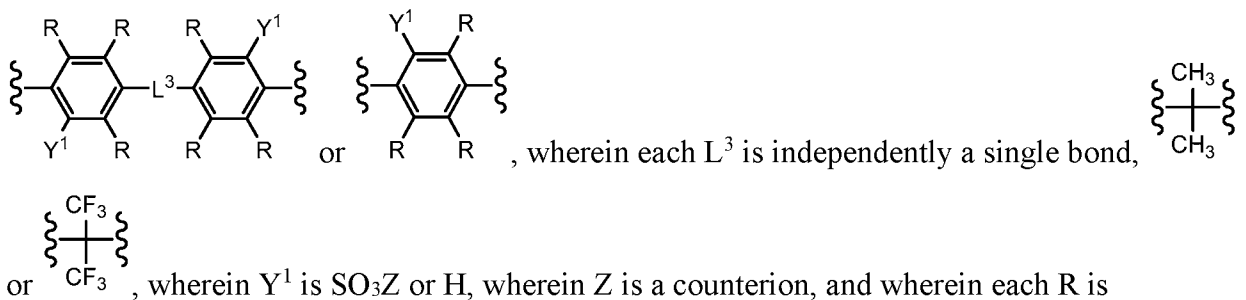 R R R Y¹ Y¹ R CH₃
L³
Y¹ R R R or R R , wherein each L³ is independently a single bond, CH₃
CF₃
or CF₃ , wherein Y¹ is SO₃Z or H, wherein Z is a counterion, and wherein each R is